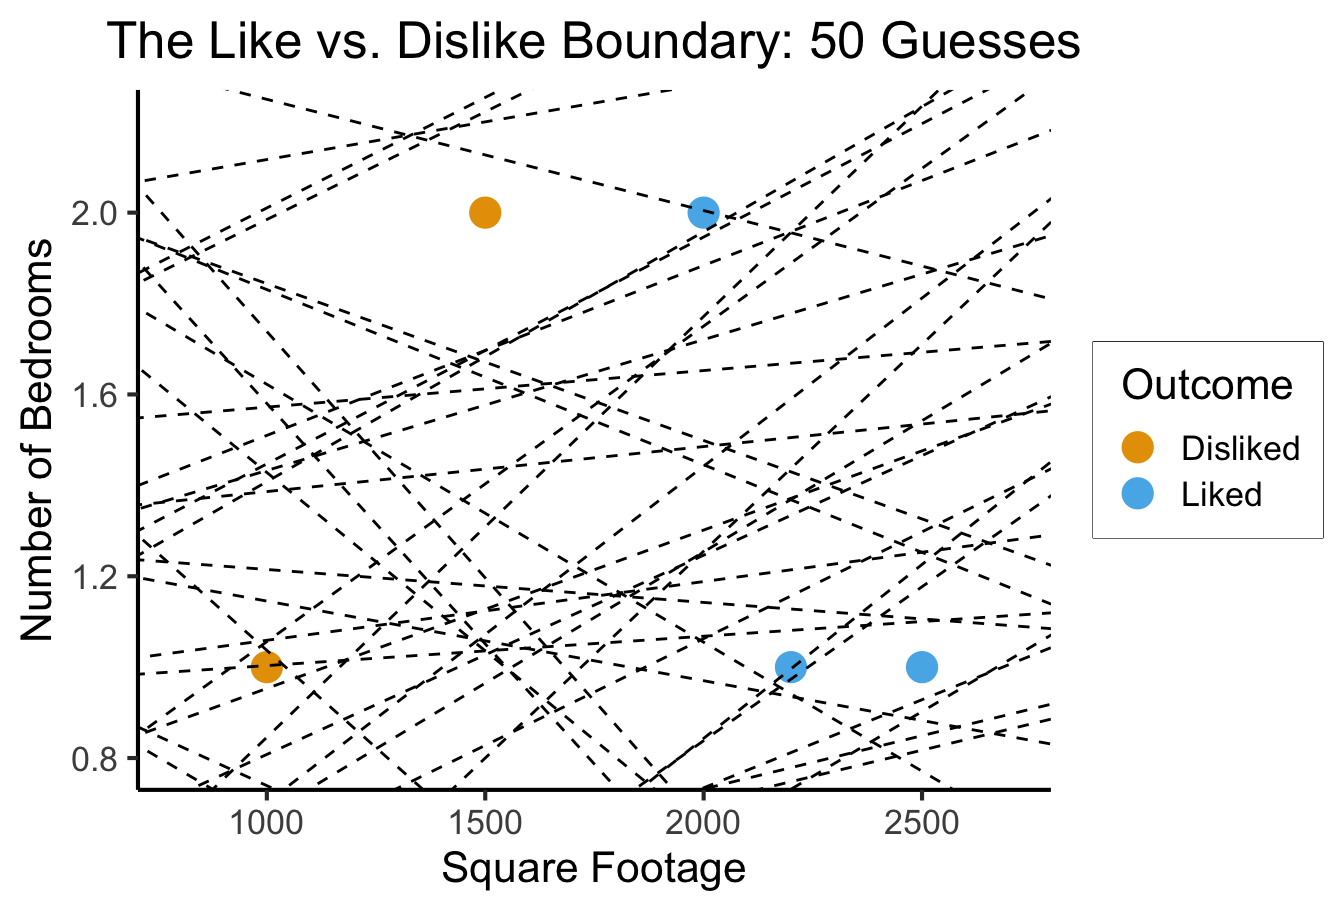 The Like vs. Dislike Boundary: 50 Guesses
Number of Bedrooms
2.0
1.6
1.2
0.8
1000 1500 2000 2500
Square Footage
Outcome
Disliked
Liked